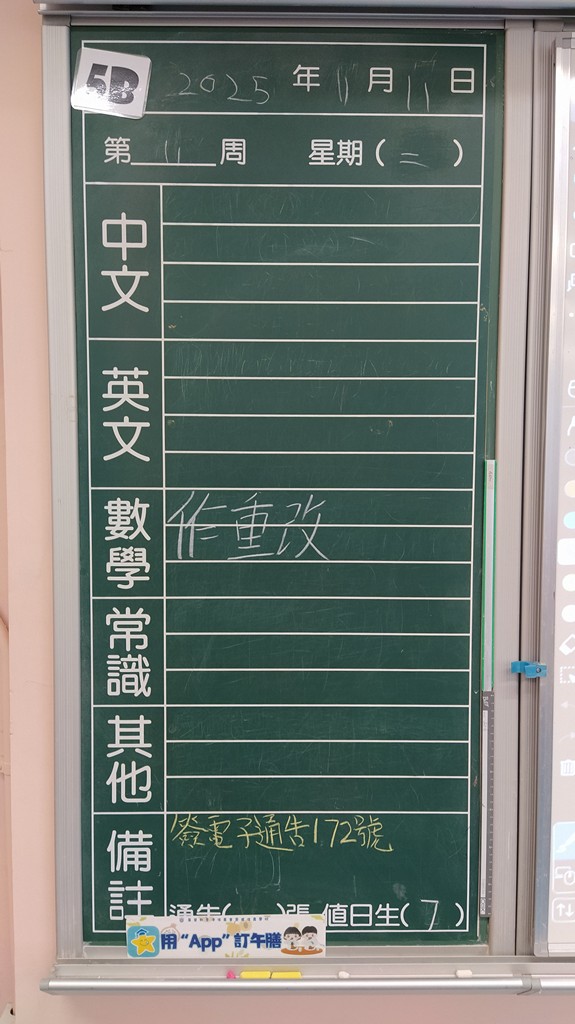 5B
2025 年 11 月 11 日
第 11 周 星期 ( 二 )
中文
英文
數學 作重改
常識
其他
備註 簽電子通告172號
通告( )張 值日生( 7 )
用 “App” 訂午膳